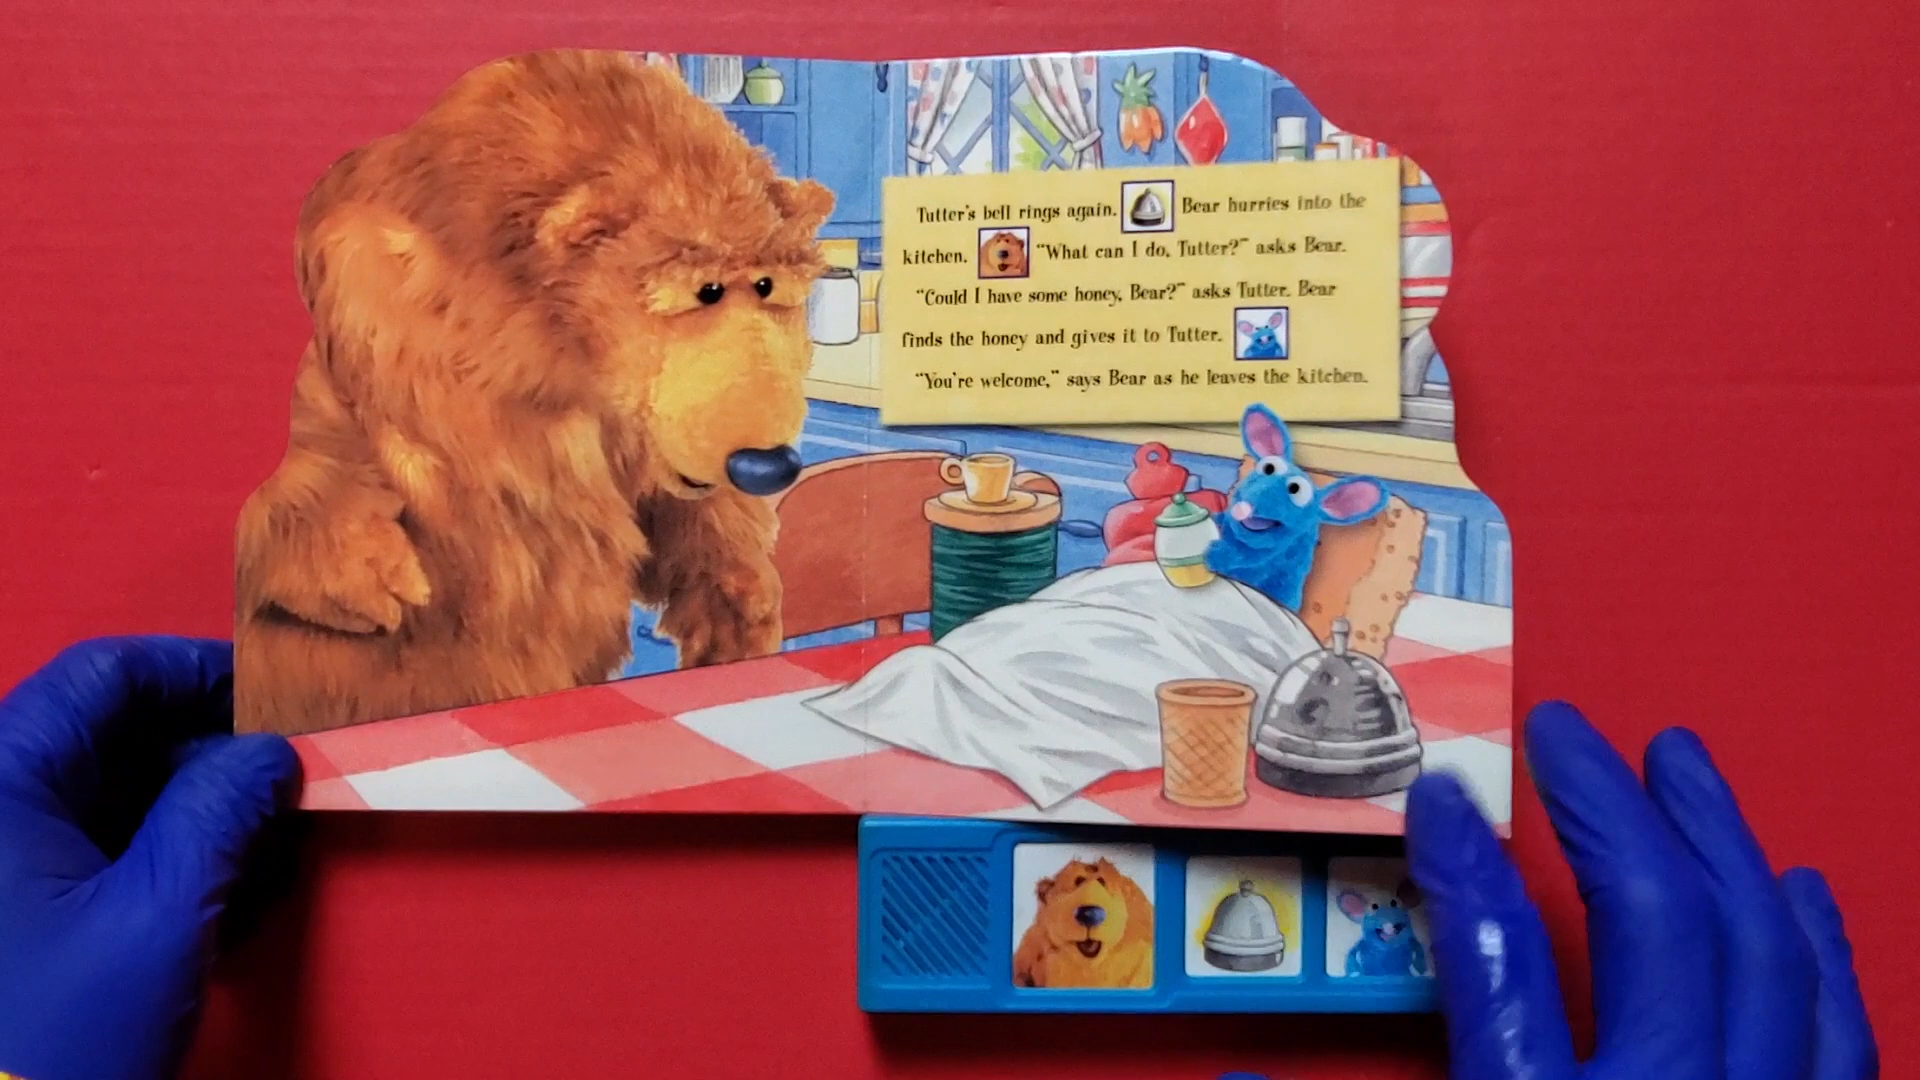 Tutter's bell rings again. Bear hurries into the
kitchen. "What can I do, Tutter?" asks Bear.
"Could I have some honey, Bear?" asks Tutter. Bear
finds the honey and gives it to Tutter.
"You're welcome," says Bear as he leaves the kitchen.